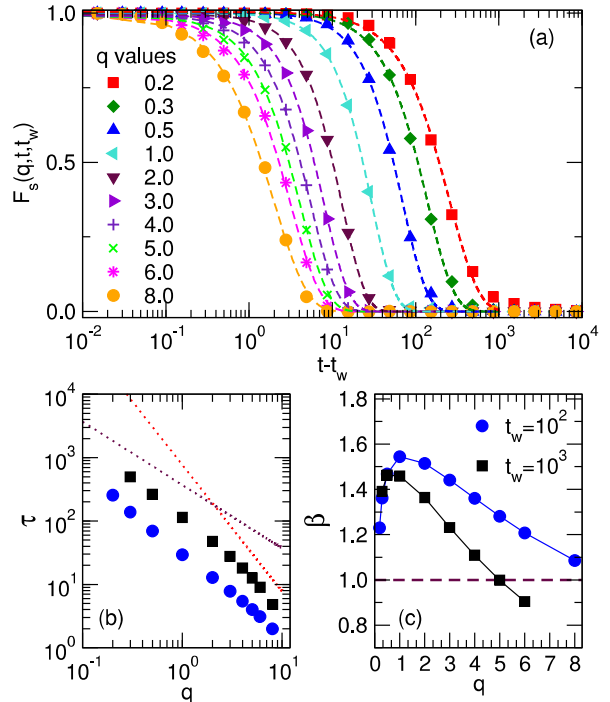 1.0
(a)
q values
0.2
0.3
0.5
1.0
2.0
3.0
4.0
5.0
6.0
8.0
F_s(q,t,t_w)
0.5
0.0
10^-2 10^-1 10^0 10^1 10^2 10^3 10^4
t-t_w
10^4
10^3
10^2
10^1
10^0
τ
(b)
10^-1 10^0 10^1
q
1.8
1.6
1.4
1.2
1.0
0.8
β
t_w=10^2
t_w=10^3
(c)
0 1 2 3 4 5 6 7 8
q